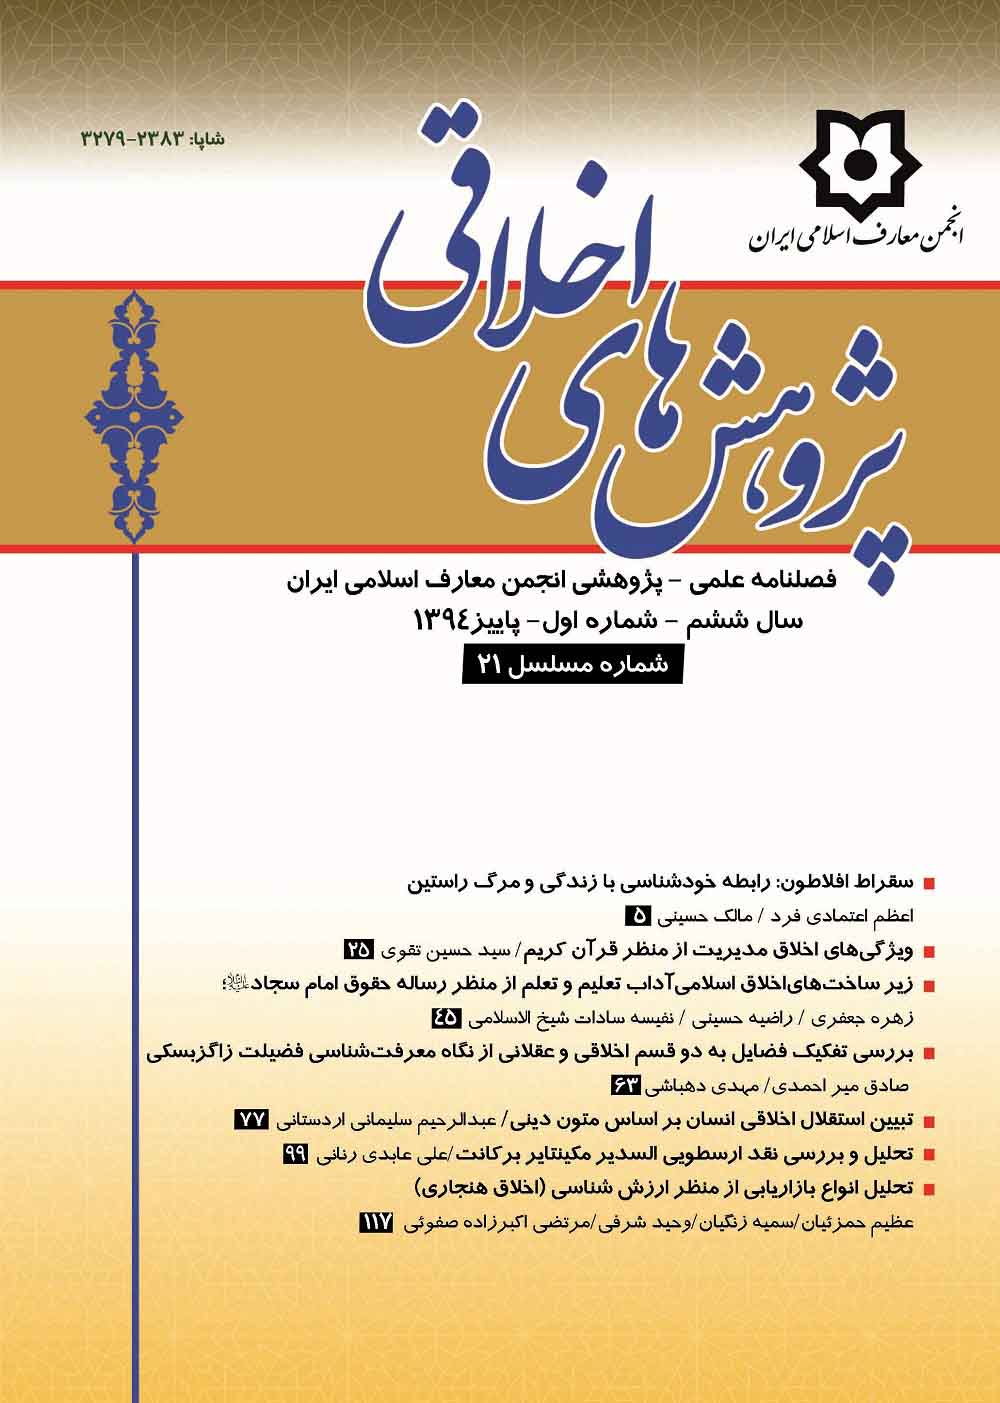 شاپا: ۲۳۸۳-۳۲۷۹
انجمن معارف اسلامی ایران
پژوهش‌های اخلاقی
فصلنامه علمی - پژوهشی انجمن معارف اسلامی ایران
سال ششم - شماره اول- پاییز ۱۳۹٤
شماره مسلسل ۲۱
سقراط افلاطون: رابطه خودشناسی با زندگی و مرگ راستین
اعظم اعتمادی فرد / مالک حسینی ۵
ویژگی‌های اخلاق مدیریت از منظر قرآن کریم/ سید حسین تقوی ۲۵
زیر ساخت‌های‌اخلاق اسلامی‌آداب تعلیم و تعلم از منظر رساله حقوق امام سجاد علیه‌السلام؛
زهره جعفری / راضیه حسینی / نفیسه سادات شیخ الاسلامی ٤۵
بررسی تفکیک فضایل به دو قسم اخلاقی و عقلانی از نگاه معرفت‌شناسی فضیلت زاگزبسکی
صادق میر احمدی/ مهدی دهباشی ۶۳
تبیین استقلال اخلاقی انسان بر اساس متون دینی/ عبدالرحیم سلیمانی اردستانی ۷۷
تحلیل و بررسی نقد ارسطویی السدیر مکینتایر بر کانت/علی عابدی رنانی ۹۹
تحلیل انواع بازاریابی از منظر ارزش شناسی (اخلاق هنجاری)
عظیم حمزئیان/سمیه زنگیان/وحید شرفی/مرتضی اکبرزاده صفوئی ۱۱۷